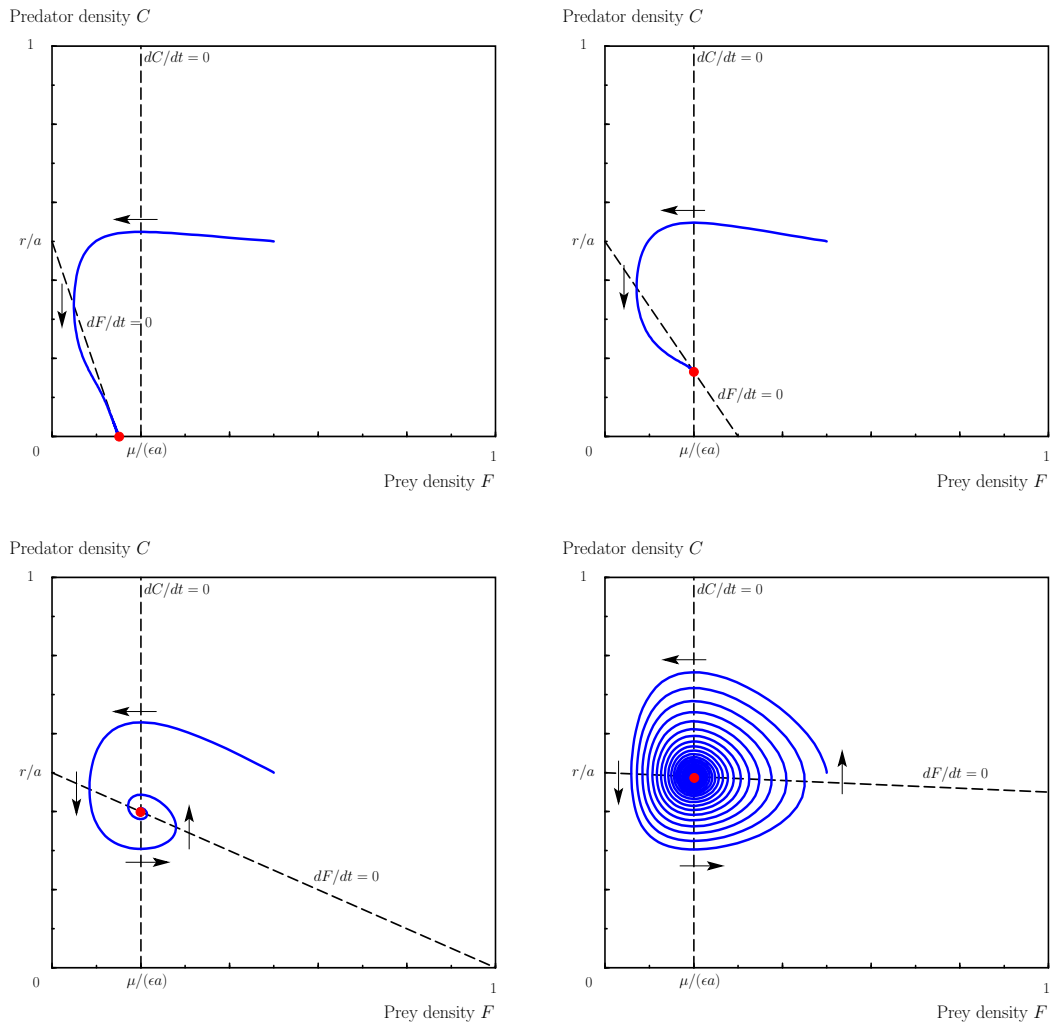 Predator density C
1
dC/dt = 0
r/a
dF/dt = 0
0
μ/(ϵa)
1
Prey density F
Predator density C
1
dC/dt = 0
r/a
dF/dt = 0
0
μ/(ϵa)
1
Prey density F
Predator density C
1
dC/dt = 0
r/a
dF/dt = 0
0
μ/(ϵa)
1
Prey density F
Predator density C
1
dC/dt = 0
r/a
dF/dt = 0
0
μ/(ϵa)
1
Prey density F